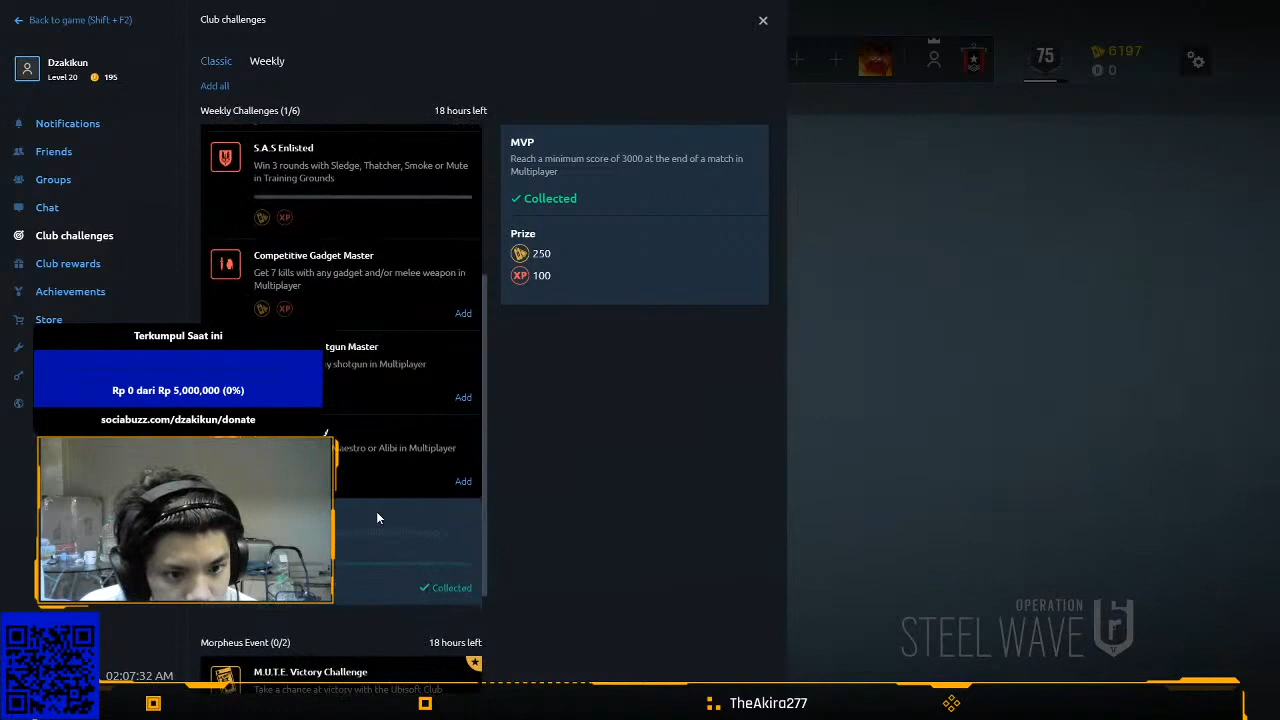 Back to game (Shift + F2)
Club challenges
Dzakikun
Level 20
195
Classic
Weekly
Add all
Weekly Challenges (1/6)
18 hours left
Notifications
Friends
Groups
Chat
Club challenges
Club rewards
Achievements
Store
S.A.S Enlisted
Win 3 rounds with Sledge, Thatcher, Smoke or Mute
in Training Grounds
XP
Competitive Gadget Master
Get 7 kills with any gadget and/or melee weapon in
Multiplayer
XP
Add
tgun Master
y shotgun in Multiplayer
Add
aestro or Alibi in Multiplayer
Add
Collected
Morpheus Event (0/2)
18 hours left
M.U.T.E. Victory Challenge
Take a chance at victory with the Ubisoft Club
MVP
Reach a minimum score of 3000 at the end of a match in
Multiplayer
Collected
Prize
250
XP 100
75
6197
0
Terkumpul Saat ini
Rp 0 dari Rp 5,000,000 (0%)
sociabuzz.com/dzakikun/donate
OPERATION
STEEL WAVE
02:07:32 AM
TheAkira277